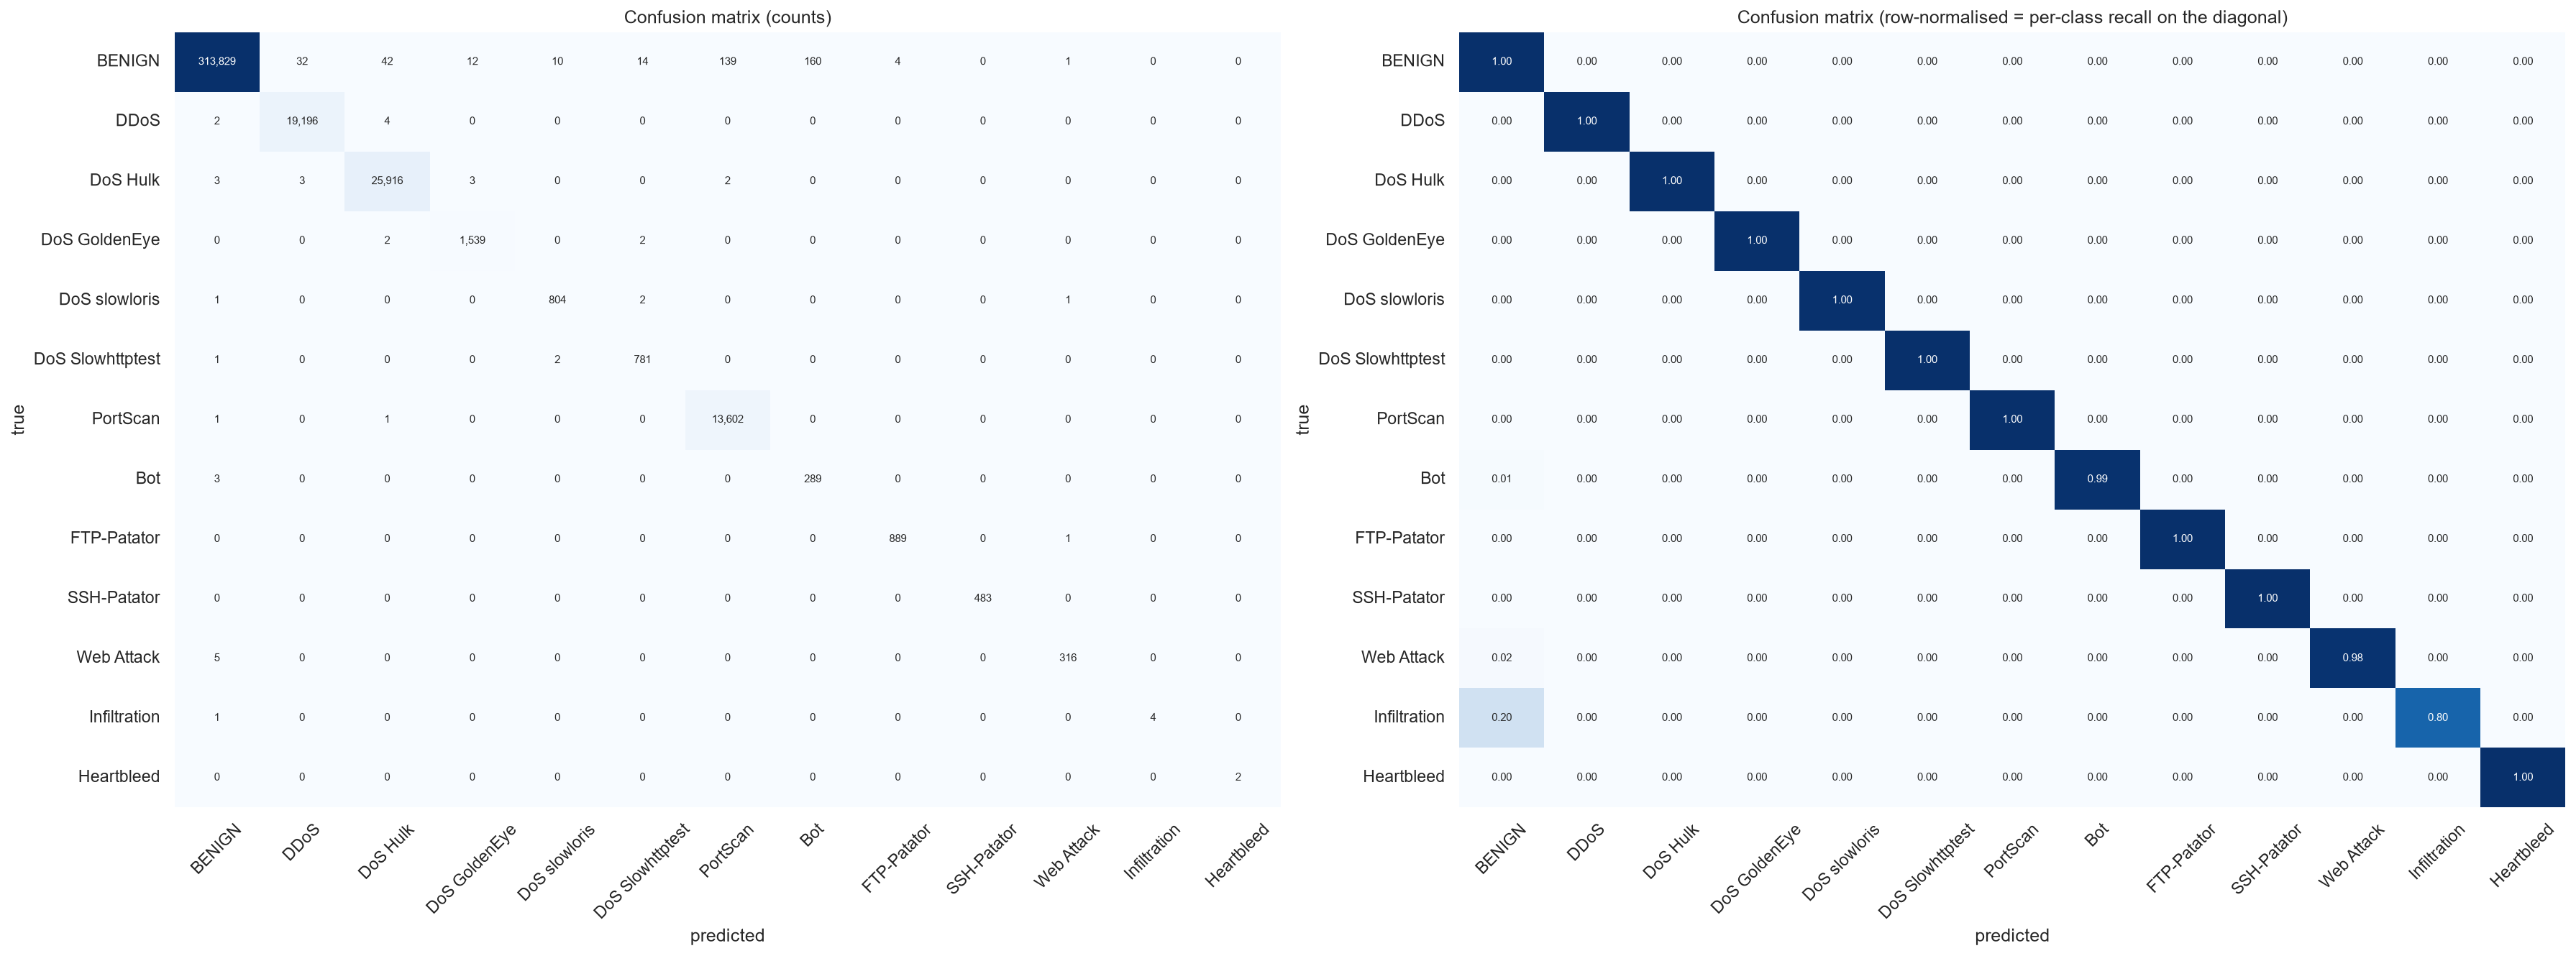 Confusion matrix (counts)
BENIGN 313,829 32 42 12 10 14 139 160 4 0 1 0 0
DDoS 2 19,196 4 0 0 0 0 0 0 0 0 0 0
DoS Hulk 3 3 25,916 3 0 0 2 0 0 0 0 0 0
DoS GoldenEye 0 0 2 1,539 0 2 0 0 0 0 0 0 0
DoS slowloris 1 0 0 0 804 2 0 0 0 0 1 0 0
DoS Slowhttptest 1 0 0 0 2 781 0 0 0 0 0 0 0
PortScan 1 0 1 0 0 0 13,602 0 0 0 0 0 0
Bot 3 0 0 0 0 0 0 289 0 0 0 0 0
FTP-Patator 0 0 0 0 0 0 0 0 889 0 1 0 0
SSH-Patator 0 0 0 0 0 0 0 0 0 483 0 0 0
Web Attack 5 0 0 0 0 0 0 0 0 0 316 0 0
Infiltration 1 0 0 0 0 0 0 0 0 0 0 4 0
Heartbleed 0 0 0 0 0 0 0 0 0 0 0 0 2
true
BENIGN DDoS DoS Hulk DoS GoldenEye DoS slowloris DoS Slowhttptest PortScan Bot FTP-Patator SSH-Patator Web Attack Infiltration Heartbleed
predicted
Confusion matrix (row-normalised = per-class recall on the diagonal)
BENIGN 1.00 0.00 0.00 0.00 0.00 0.00 0.00 0.00 0.00 0.00 0.00 0.00 0.00
DDoS 0.00 1.00 0.00 0.00 0.00 0.00 0.00 0.00 0.00 0.00 0.00 0.00 0.00
DoS Hulk 0.00 0.00 1.00 0.00 0.00 0.00 0.00 0.00 0.00 0.00 0.00 0.00 0.00
DoS GoldenEye 0.00 0.00 0.00 1.00 0.00 0.00 0.00 0.00 0.00 0.00 0.00 0.00 0.00
DoS slowloris 0.00 0.00 0.00 0.00 1.00 0.00 0.00 0.00 0.00 0.00 0.00 0.00 0.00
DoS Slowhttptest 0.00 0.00 0.00 0.00 0.00 1.00 0.00 0.00 0.00 0.00 0.00 0.00 0.00
PortScan 0.00 0.00 0.00 0.00 0.00 0.00 1.00 0.00 0.00 0.00 0.00 0.00 0.00
Bot 0.01 0.00 0.00 0.00 0.00 0.00 0.00 0.99 0.00 0.00 0.00 0.00 0.00
FTP-Patator 0.00 0.00 0.00 0.00 0.00 0.00 0.00 0.00 1.00 0.00 0.00 0.00 0.00
SSH-Patator 0.00 0.00 0.00 0.00 0.00 0.00 0.00 0.00 0.00 1.00 0.00 0.00 0.00
Web Attack 0.02 0.00 0.00 0.00 0.00 0.00 0.00 0.00 0.00 0.00 0.98 0.00 0.00
Infiltration 0.20 0.00 0.00 0.00 0.00 0.00 0.00 0.00 0.00 0.00 0.00 0.80 0.00
Heartbleed 0.00 0.00 0.00 0.00 0.00 0.00 0.00 0.00 0.00 0.00 0.00 0.00 1.00
true
BENIGN DDoS DoS Hulk DoS GoldenEye DoS slowloris DoS Slowhttptest PortScan Bot FTP-Patator SSH-Patator Web Attack Infiltration Heartbleed
predicted